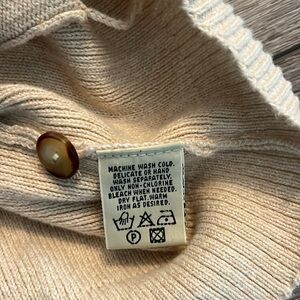 MACHINE WASH COLD.
DELICATE OR HAND
WASH SEPARATELY.
ONLY NON-CHLORINE
BLEACH WHEN NEEDED.
DRY FLAT. WARM
IRON AS DESIRED.
P